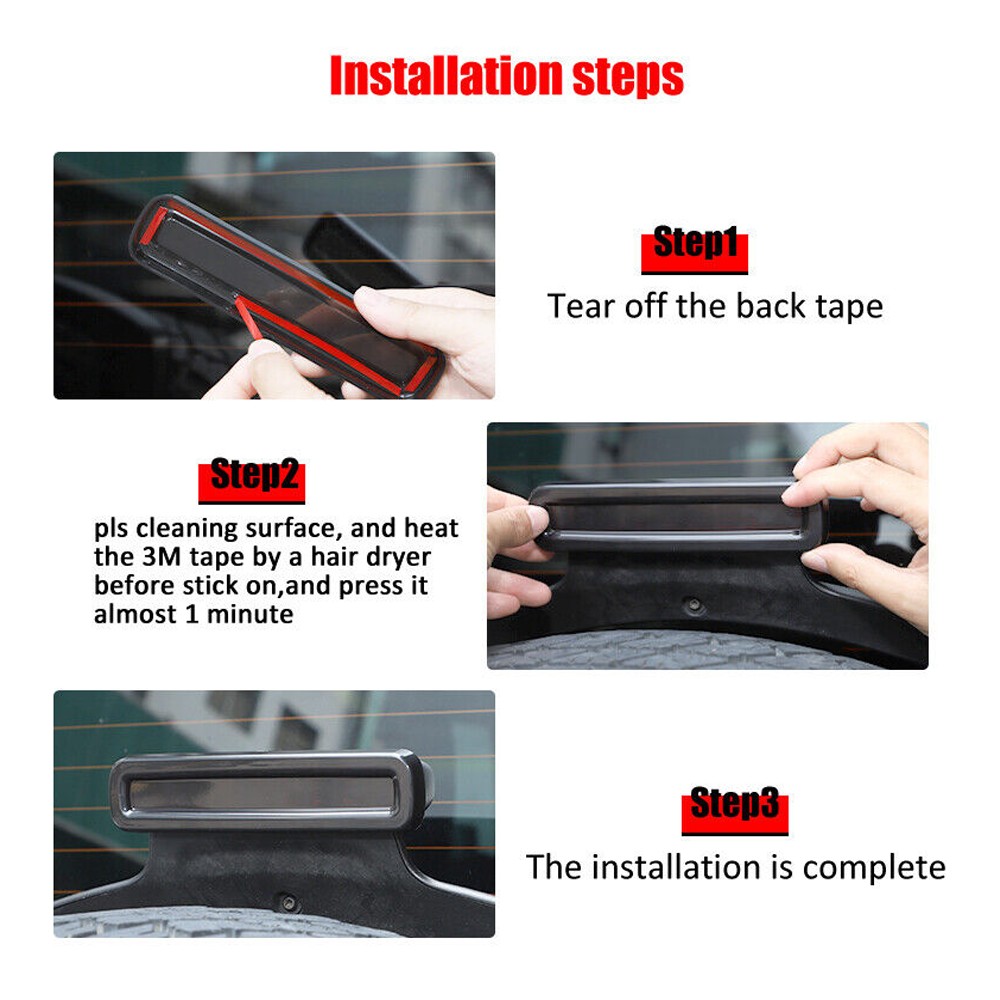 Installation steps
Step1
Tear off the back tape
Step2
pls cleaning surface, and heat
the 3M tape by a hair dryer
before stick on,and press it
almost 1 minute
Step3
The installation is complete